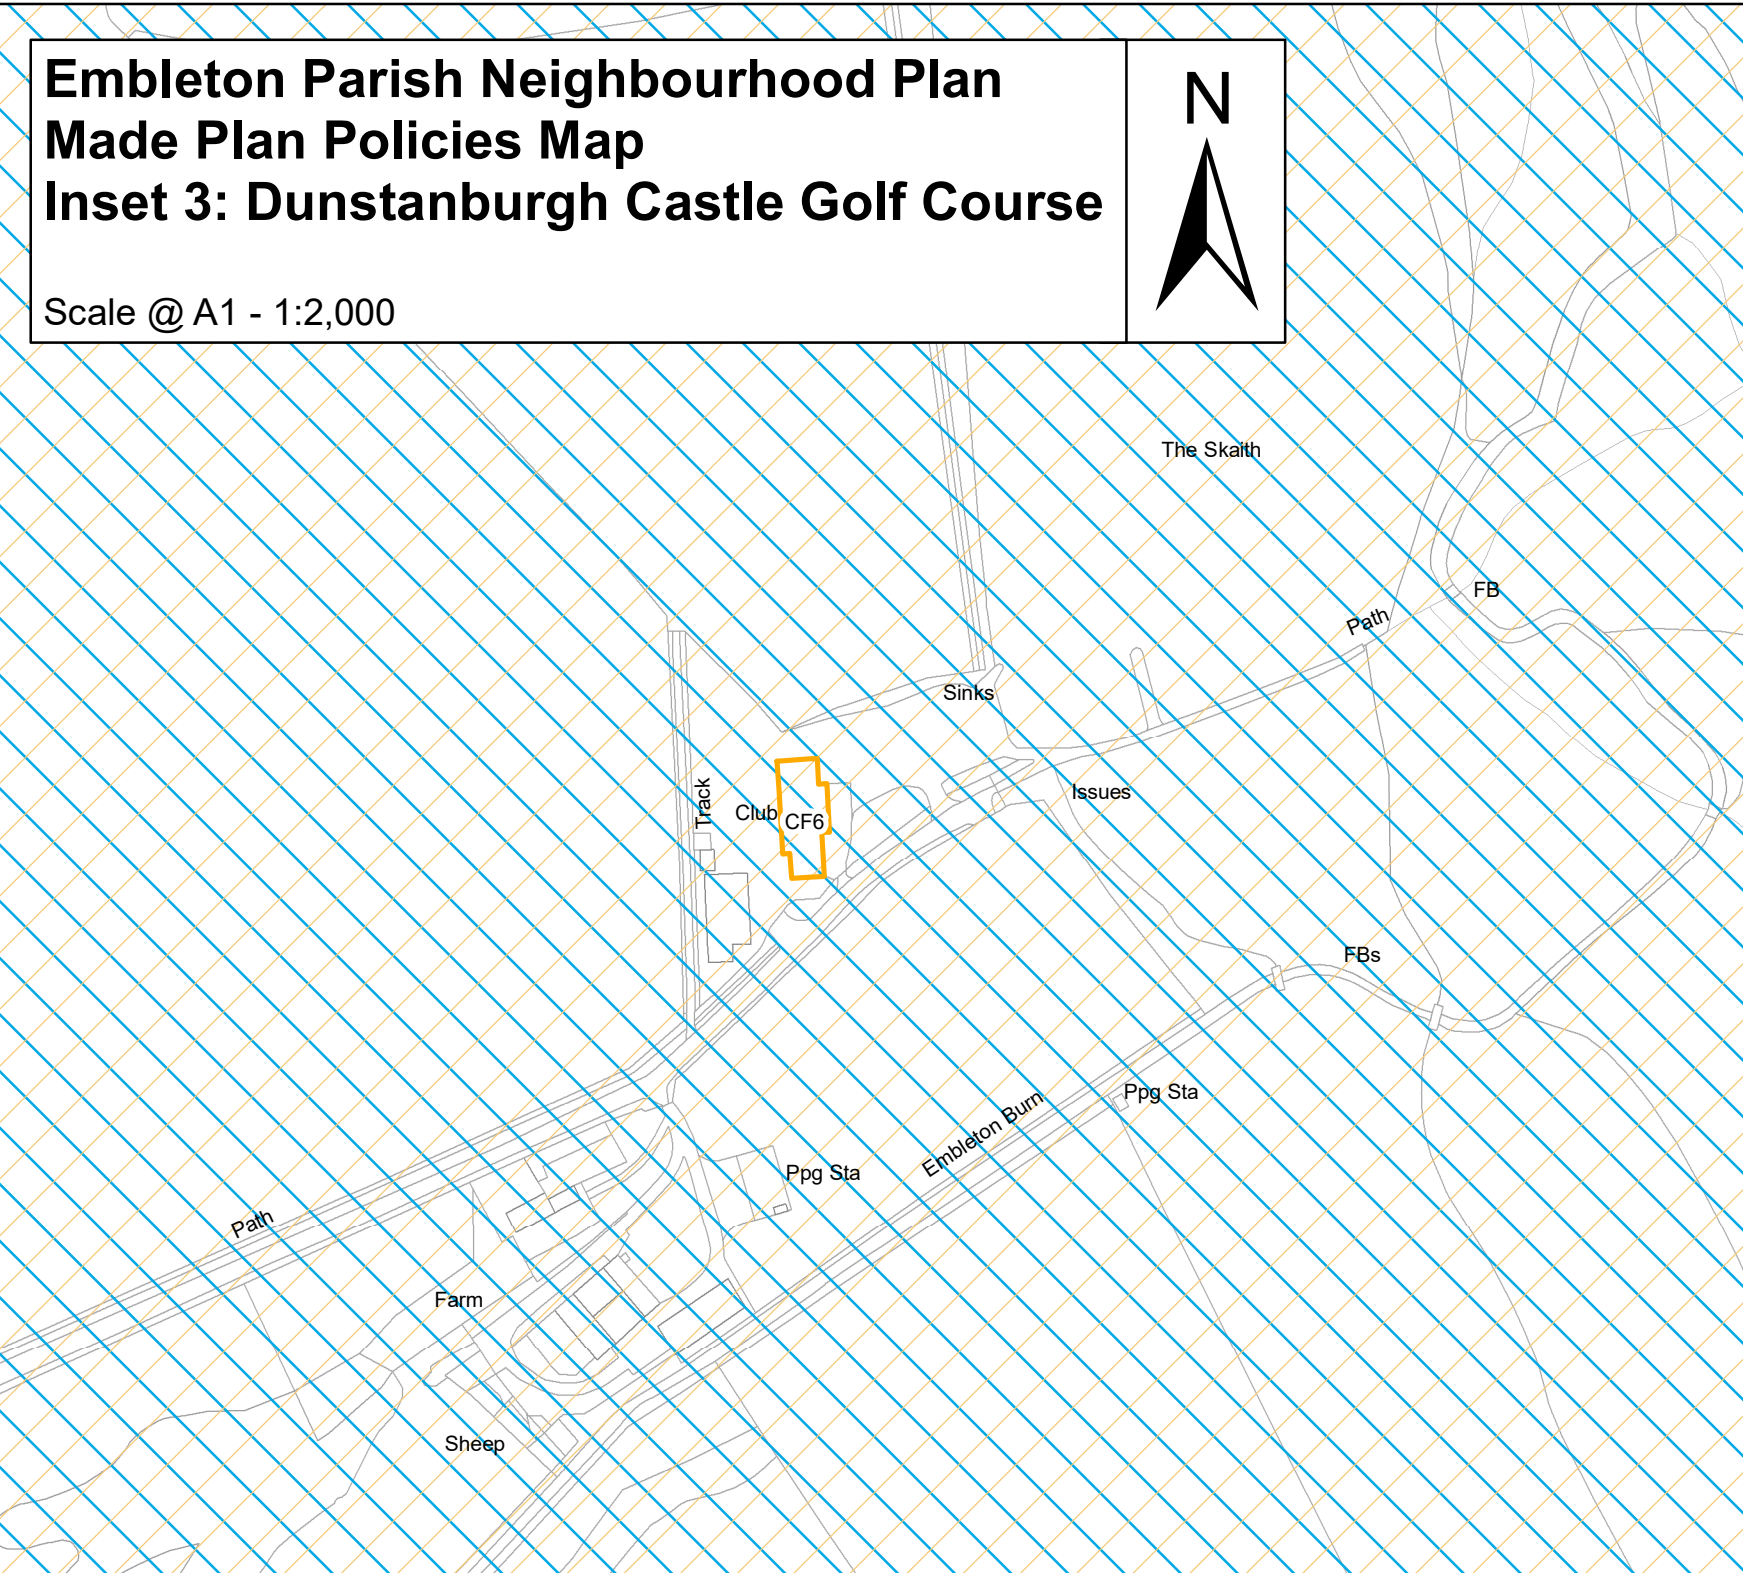 Embleton Parish Neighbourhood Plan
Made Plan Policies Map
Inset 3: Dunstanburgh Castle Golf Course
Scale @ A1 - 1:2,000
N
The Skaith
FB
Path
Sinks
Issues
Track
Club
CF6
FBs
Ppg Sta
Embleton Burn
Ppg Sta
Path
Farm
Sheep